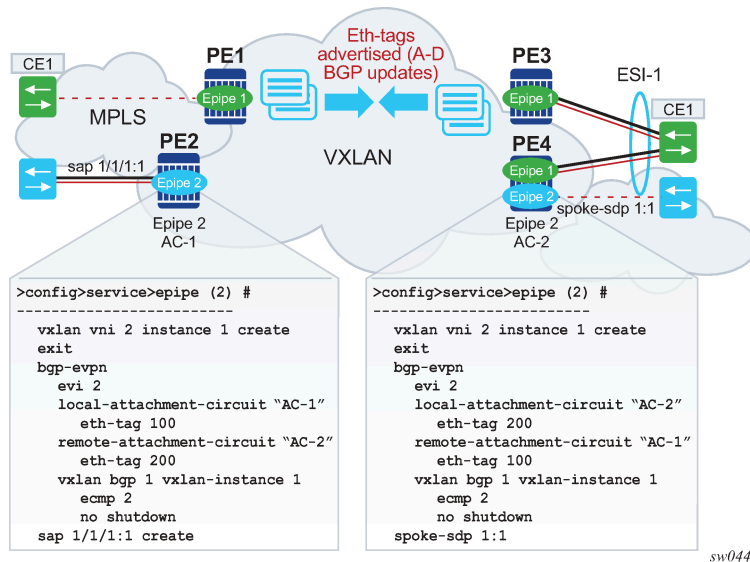 Eth-tags
advertised (A-D
BGP updates)
CE1
PE1
Epipe 1
MPLS
PE3
Epipe 1
ESI-1
CE1
VXLAN
PE2
sap 1/1/1:1
Epipe 2
Epipe 2
AC-1
PE4
Epipe 1
Epipe 2
spoke-sdp 1:1
Epipe 2
AC-2
>config>service>epipe (2) #
-------------------------
vxlan vni 2 instance 1 create
exit
bgp-evpn
evi 2
local-attachment-circuit “AC-1”
eth-tag 100
remote-attachment-circuit “AC-2”
eth-tag 200
vxlan bgp 1 vxlan-instance 1
ecmp 2
no shutdown
sap 1/1/1:1 create
>config>service>epipe (2) #
-------------------------
vxlan vni 2 instance 1 create
exit
bgp-evpn
evi 2
local-attachment-circuit “AC-2”
eth-tag 200
remote-attachment-circuit “AC-1”
eth-tag 100
vxlan bgp 1 vxlan-instance 1
ecmp 2
no shutdown
spoke-sdp 1:1
sw044